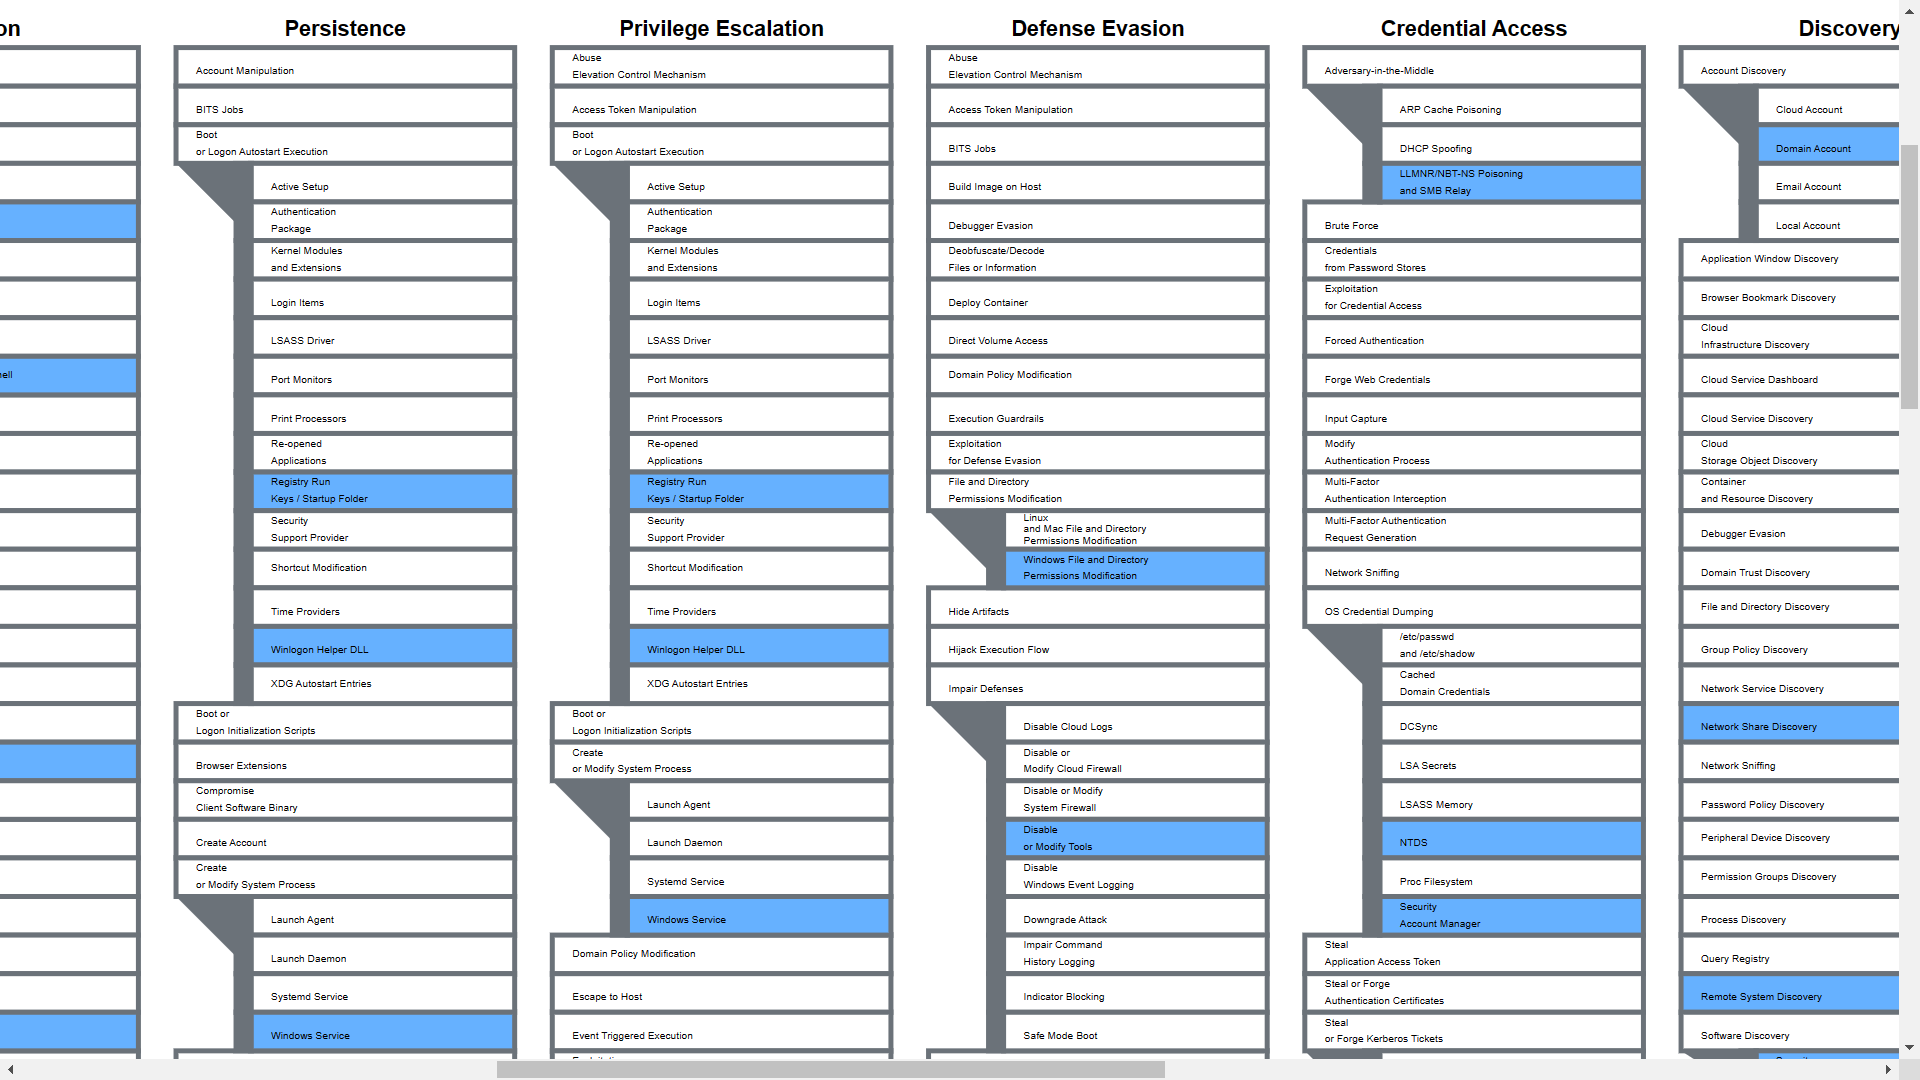 on
ell
Persistence
Account Manipulation
BITS Jobs
Boot
or Logon Autostart Execution
Active Setup
Authentication
Package
Kernel Modules
and Extensions
Login Items
LSASS Driver
Port Monitors
Print Processors
Re-opened
Applications
Registry Run
Keys / Startup Folder
Security
Support Provider
Shortcut Modification
Time Providers
Winlogon Helper DLL
XDG Autostart Entries
Boot or
Logon Initialization Scripts
Browser Extensions
Compromise
Client Software Binary
Create Account
Create
or Modify System Process
Launch Agent
Launch Daemon
Systemd Service
Windows Service
Privilege Escalation
Abuse
Elevation Control Mechanism
Access Token Manipulation
Boot
or Logon Autostart Execution
Active Setup
Authentication
Package
Kernel Modules
and Extensions
Login Items
LSASS Driver
Port Monitors
Print Processors
Re-opened
Applications
Registry Run
Keys / Startup Folder
Security
Support Provider
Shortcut Modification
Time Providers
Winlogon Helper DLL
XDG Autostart Entries
Boot or
Logon Initialization Scripts
Create
or Modify System Process
Launch Agent
Launch Daemon
Systemd Service
Windows Service
Domain Policy Modification
Escape to Host
Event Triggered Execution
Defense Evasion
Abuse
Elevation Control Mechanism
Access Token Manipulation
BITS Jobs
Build Image on Host
Debugger Evasion
Deobfuscate/Decode
Files or Information
Deploy Container
Direct Volume Access
Domain Policy Modification
Execution Guardrails
Exploitation
for Defense Evasion
File and Directory
Permissions Modification
Linux
and Mac File and Directory
Permissions Modification
Windows File and Directory
Permissions Modification
Hide Artifacts
Hijack Execution Flow
Impair Defenses
Disable Cloud Logs
Disable or
Modify Cloud Firewall
Disable or Modify
System Firewall
Disable
or Modify Tools
Disable
Windows Event Logging
Downgrade Attack
Impair Command
History Logging
Indicator Blocking
Safe Mode Boot
Credential Access
Adversary-in-the-Middle
ARP Cache Poisoning
DHCP Spoofing
LLMNR/NBT-NS Poisoning
and SMB Relay
Brute Force
Credentials
from Password Stores
Exploitation
for Credential Access
Forced Authentication
Forge Web Credentials
Input Capture
Modify
Authentication Process
Multi-Factor
Authentication Interception
Multi-Factor Authentication
Request Generation
Network Sniffing
OS Credential Dumping
/etc/passwd
and /etc/shadow
Cached
Domain Credentials
DCSync
LSA Secrets
LSASS Memory
NTDS
Proc Filesystem
Security
Account Manager
Steal
Application Access Token
Steal or Forge
Authentication Certificates
Steal
or Forge Kerberos Tickets
Discovery
Account Discovery
Cloud Account
Domain Account
Email Account
Local Account
Application Window Discovery
Browser Bookmark Discovery
Cloud
Infrastructure Discovery
Cloud Service Dashboard
Cloud Service Discovery
Cloud
Storage Object Discovery
Container
and Resource Discovery
Debugger Evasion
Domain Trust Discovery
File and Directory Discovery
Group Policy Discovery
Network Service Discovery
Network Share Discovery
Network Sniffing
Password Policy Discovery
Peripheral Device Discovery
Permission Groups Discovery
Process Discovery
Query Registry
Remote System Discovery
Software Discovery